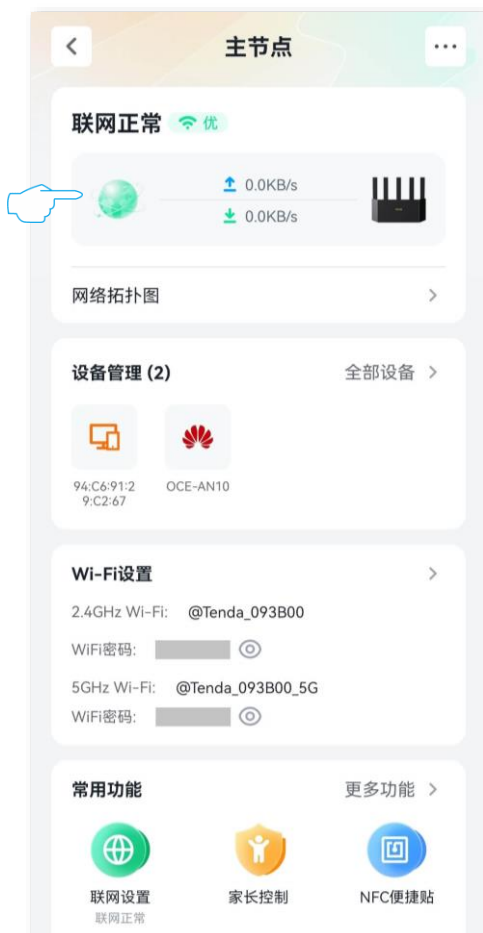 主节点
联网正常 优
0.0KB/s
0.0KB/s
网络拓扑图
设备管理 (2) 全部设备
94:C6:91:2
9:C2:67
OCE-AN10
Wi-Fi设置
2.4GHz Wi-Fi: @Tenda_093B00
WiFi密码:
5GHz Wi-Fi: @Tenda_093B00_5G
WiFi密码:
常用功能 更多功能
联网设置 家长控制 NFC便捷贴
联网正常